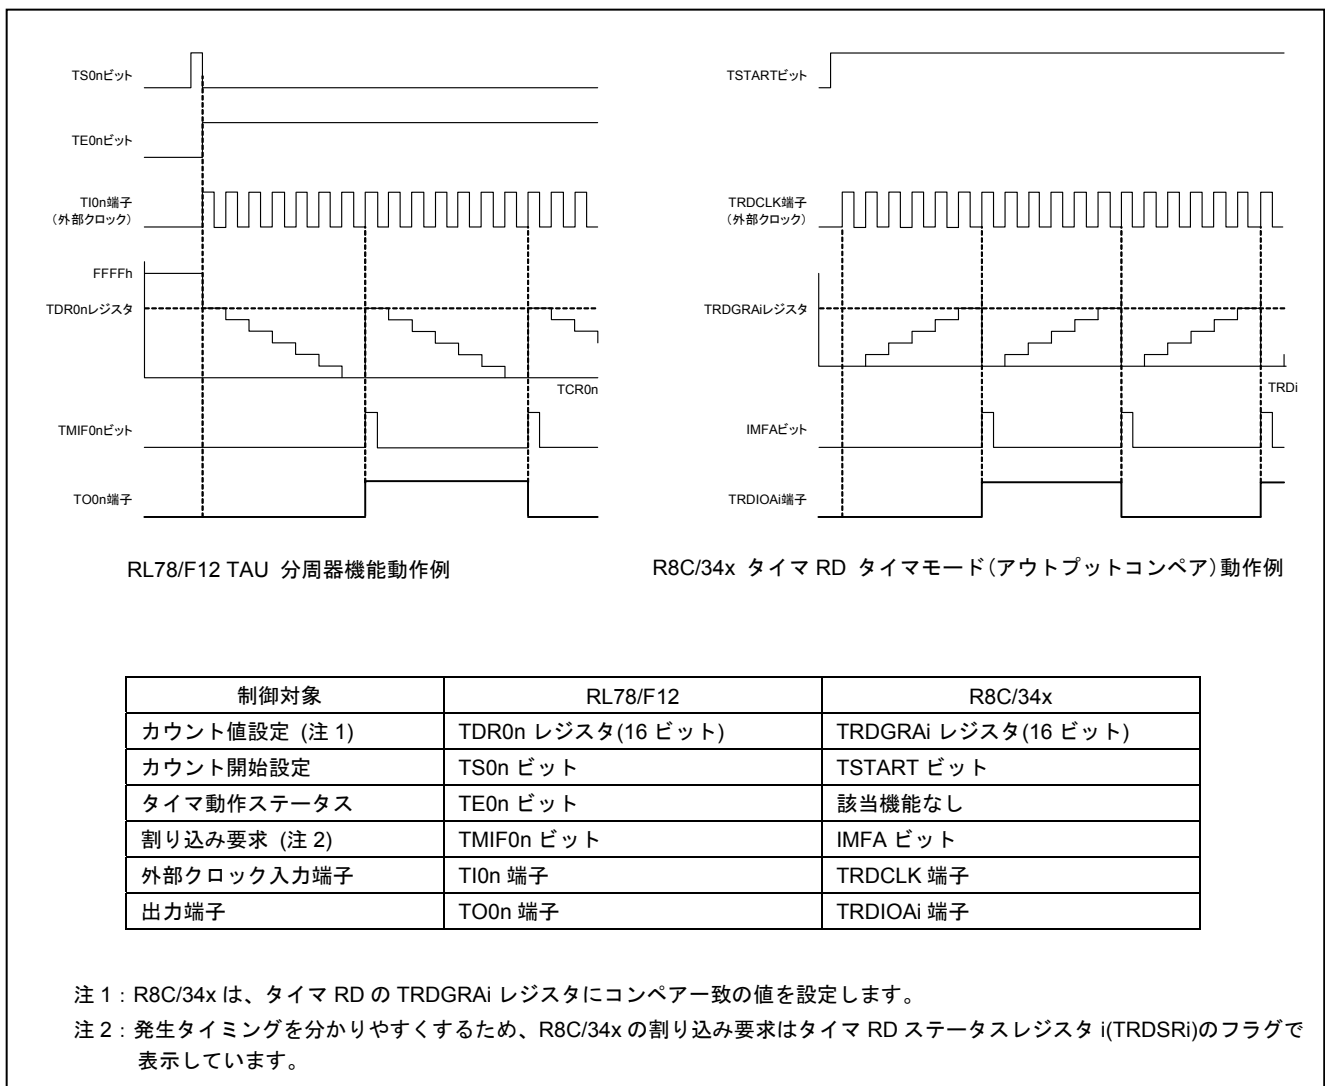 TS0nビット
TE0nビット
TI0n端子
（外部クロック）
FFFFh
TDR0nレジスタ
TCR0n
TMIF0nビット
TO0n端子
RL78/F12 TAU 分周器機能動作例
TSTARTビット
TRDCLK端子
（外部クロック）
TRDGRAiレジスタ
TRDi
IMFAビット
TRDIOAi端子
R8C/34x タイマ RD タイマモード（アウトプットコンペア）動作例
制御対象 RL78/F12 R8C/34x
カウント値設定 (注 1) TDR0n レジスタ(16 ビット) TRDGRAi レジスタ(16 ビット)
カウント開始設定 TS0n ビット TSTART ビット
タイマ動作ステータス TE0n ビット 該当機能なし
割り込み要求 (注 2) TMIF0n ビット IMFA ビット
外部クロック入力端子 TI0n 端子 TRDCLK 端子
出力端子 TO0n 端子 TRDIOAi 端子
注 1：R8C/34x は、タイマ RD の TRDGRAi レジスタにコンペア一致の値を設定します。
注 2：発生タイミングを分かりやすくするため、R8C/34x の割り込み要求はタイマ RD ステータスレジスタ i(TRDSRi)のフラグで
表示しています。